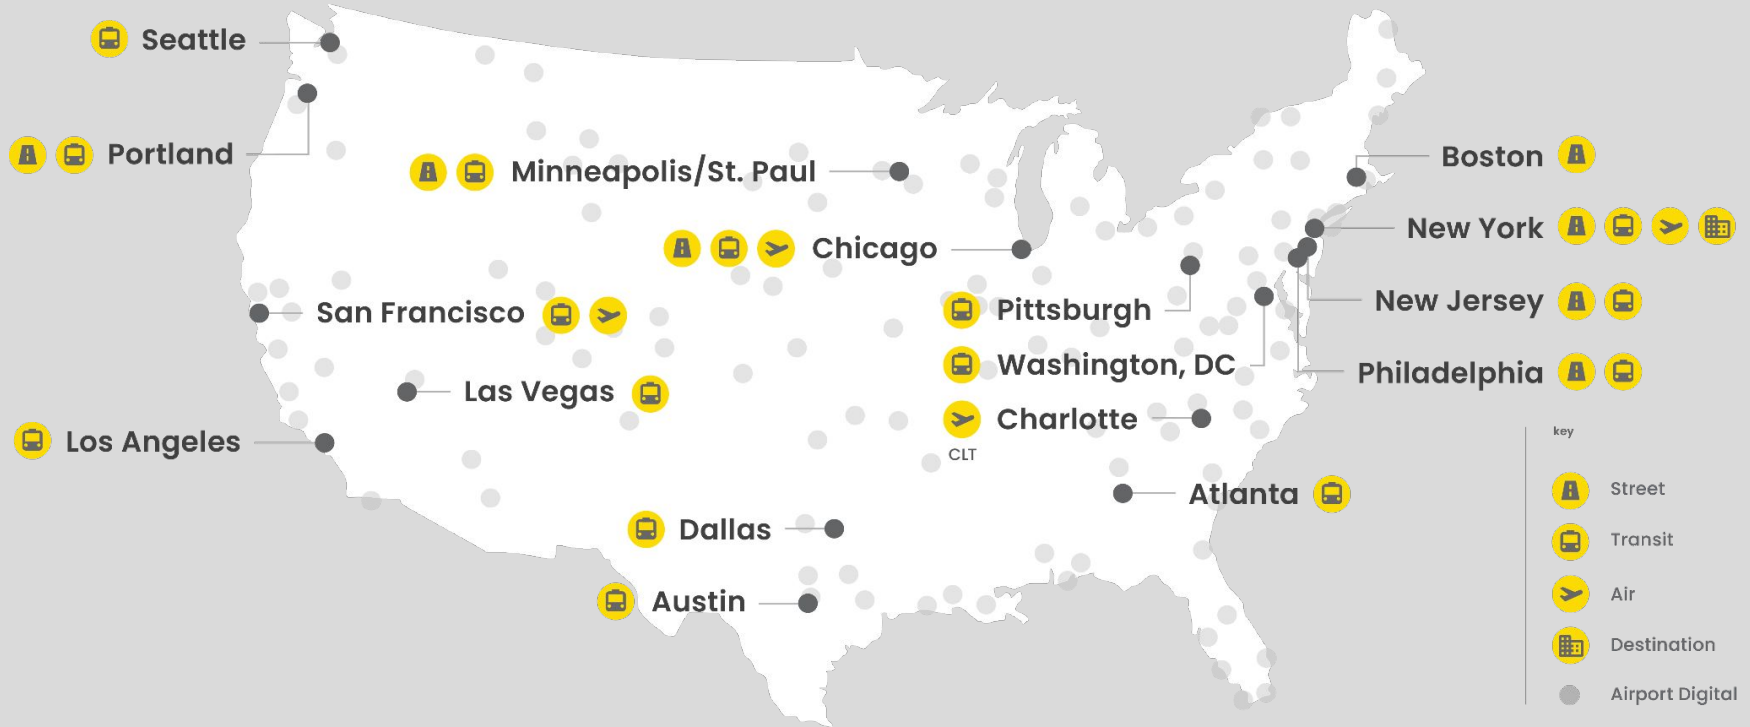 Seattle
Portland
Minneapolis/St. Paul
Chicago
San Francisco
Las Vegas
Los Angeles
Dallas
Austin
Pittsburgh
Washington, DC
Charlotte
CLT
Atlanta
Boston
New York
New Jersey
Philadelphia
key
Street
Transit
Air
Destination
Airport Digital